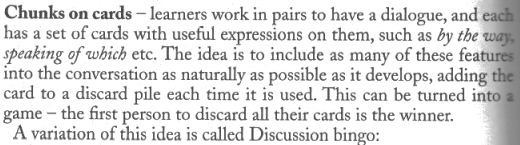 Chunks on cards – learners work in pairs to have a dialogue, and each
has a set of cards with useful expressions on them, such as by the way,
speaking of which etc. The idea is to include as many of these features
into the conversation as naturally as possible as it develops, adding the
card to a discard pile each time it is used. This can be turned into a
game – the first person to discard all their cards is the winner.
A variation of this idea is called Discussion bingo: